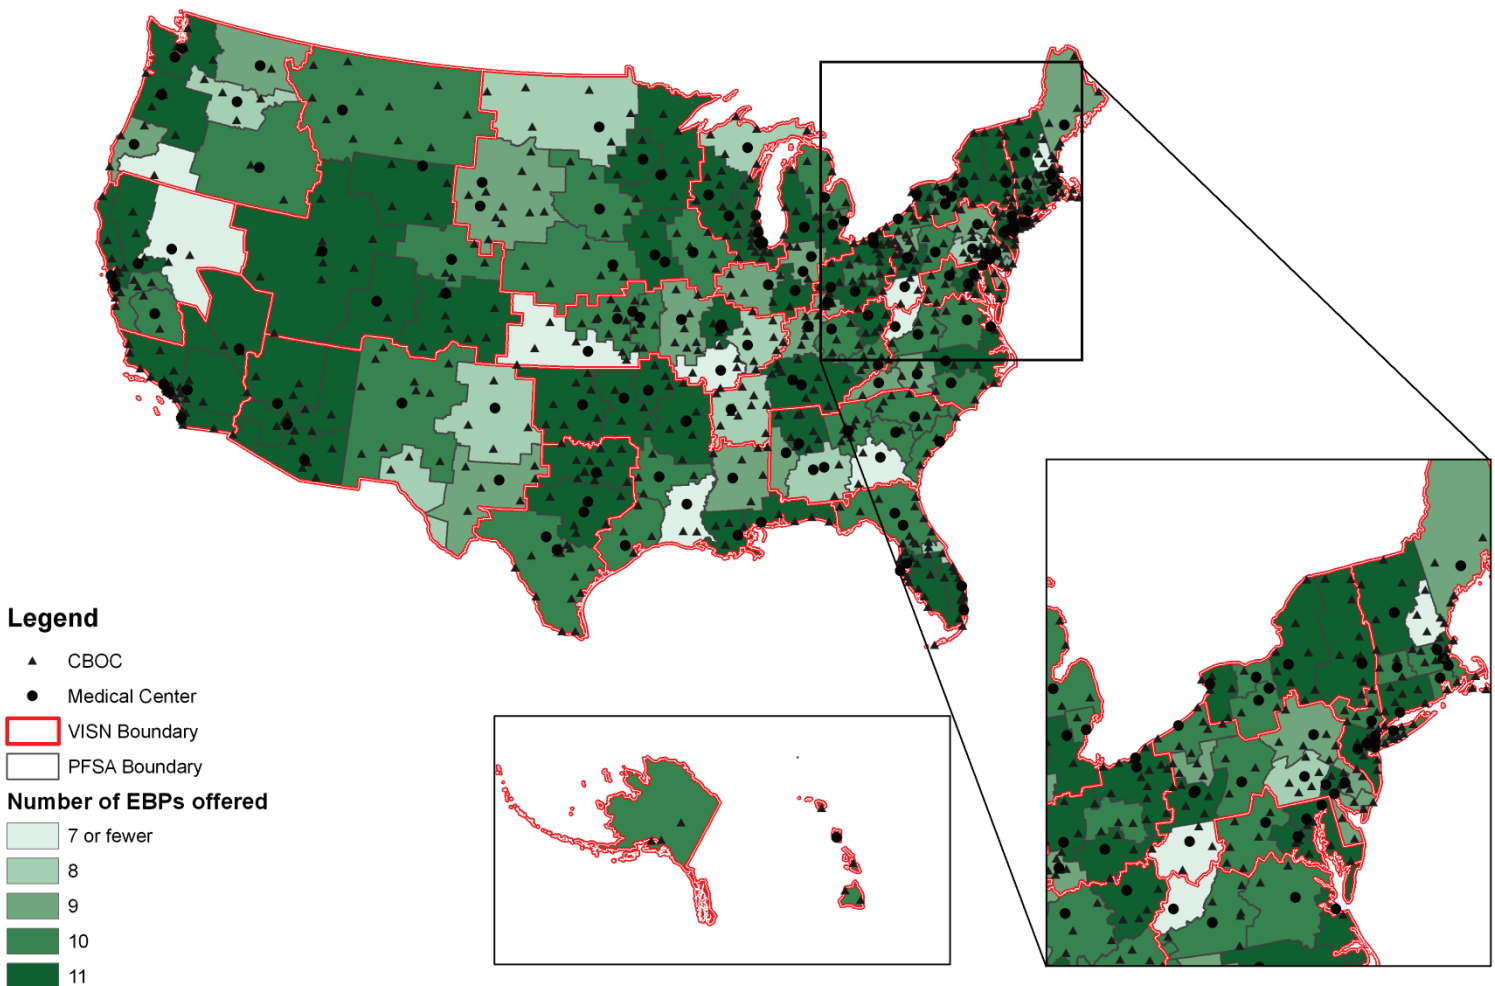 Legend
CBOC
Medical Center
VISN Boundary
PFSA Boundary
Number of EBPs offered
7 or fewer
8
9
10
11